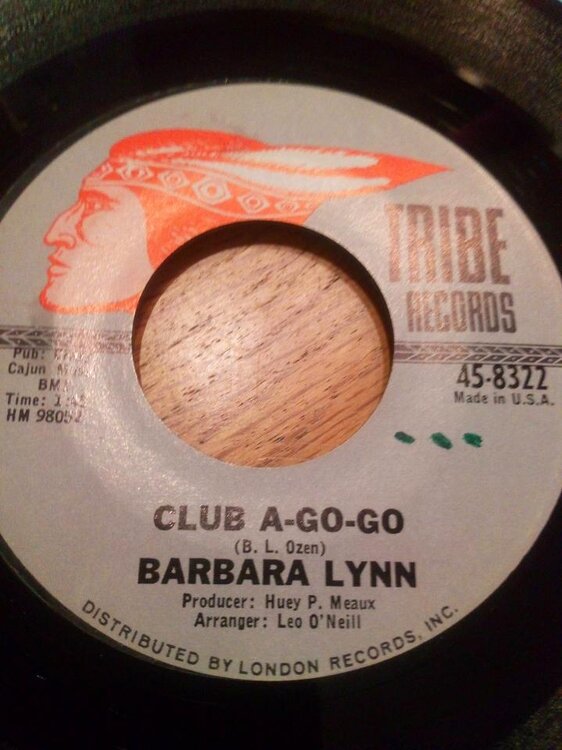 TRIBE
RECORDS
Pub:
Cajun
Time:
HM
45-8322
Made in U.S.A.
CLUB A-GO-GO
(B. L. Ozen)
BARBARA LYNN
Producer: Huey P. Meaux
Arranger: Leo O'Neill
DISTRIBUTED BY LONDON RECORDS, INC.